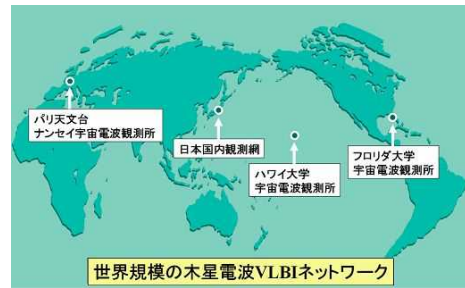 パリ天文台
ナンセイ宇宙電波観測所
日本国内観測網
ハワイ大学
宇宙電波観測所
フロリダ大学
宇宙電波観測所
世界規模の木星電波VLBIネットワーク